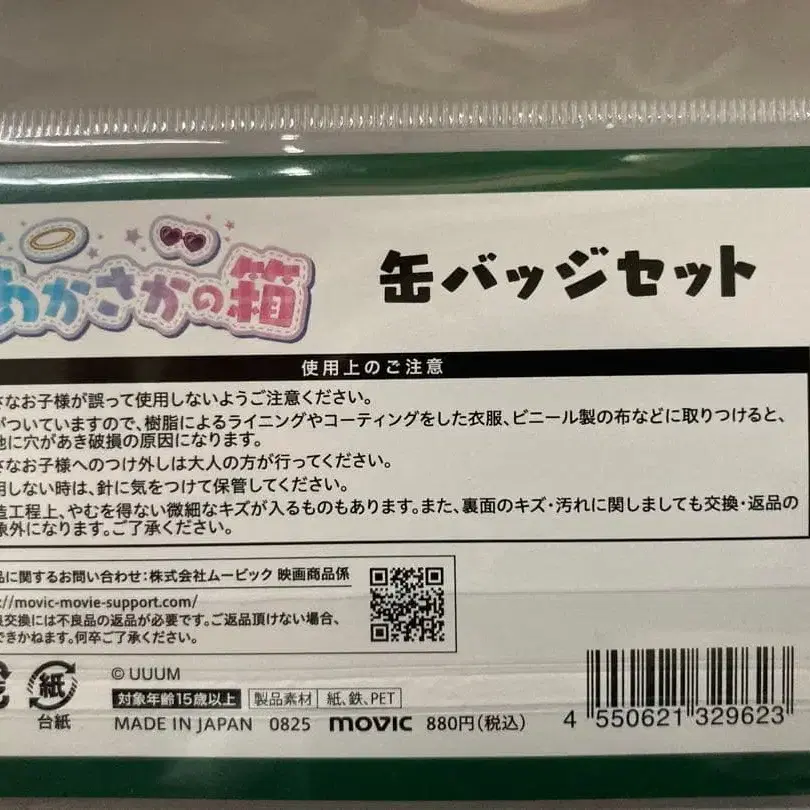 わかさかの箱
缶バッジセット
使用上のご注意
さなお子様が誤って使用しないようご注意ください。
がついていますので、樹脂によるライニングやコーティングをした衣服、ビニール製の布などに取りつけると、
地に穴があき破損の原因になります。
さなお子様へのつけ外しは大人の方が行ってください。
用しない時は、針に気をつけて保管してください。
造工程上、やむを得ない微細なキズが入るものもあります。また、裏面のキズ・汚れに関しましても交換・返品の
象外になります。ご了承ください。
品に関するお問い合わせ：株式会社ムービック 映画商品係
://movic-movie-support.com/
良交換には不良品の返品が必要です。ご返品頂けない場合、
できかねます。何卒ご了承ください。
紙
台紙
© UUUM
対象年齢15歳以上 製品素材 紙、鉄、PET
MADE IN JAPAN 0825 movic 880円(税込)
4 550621 329623